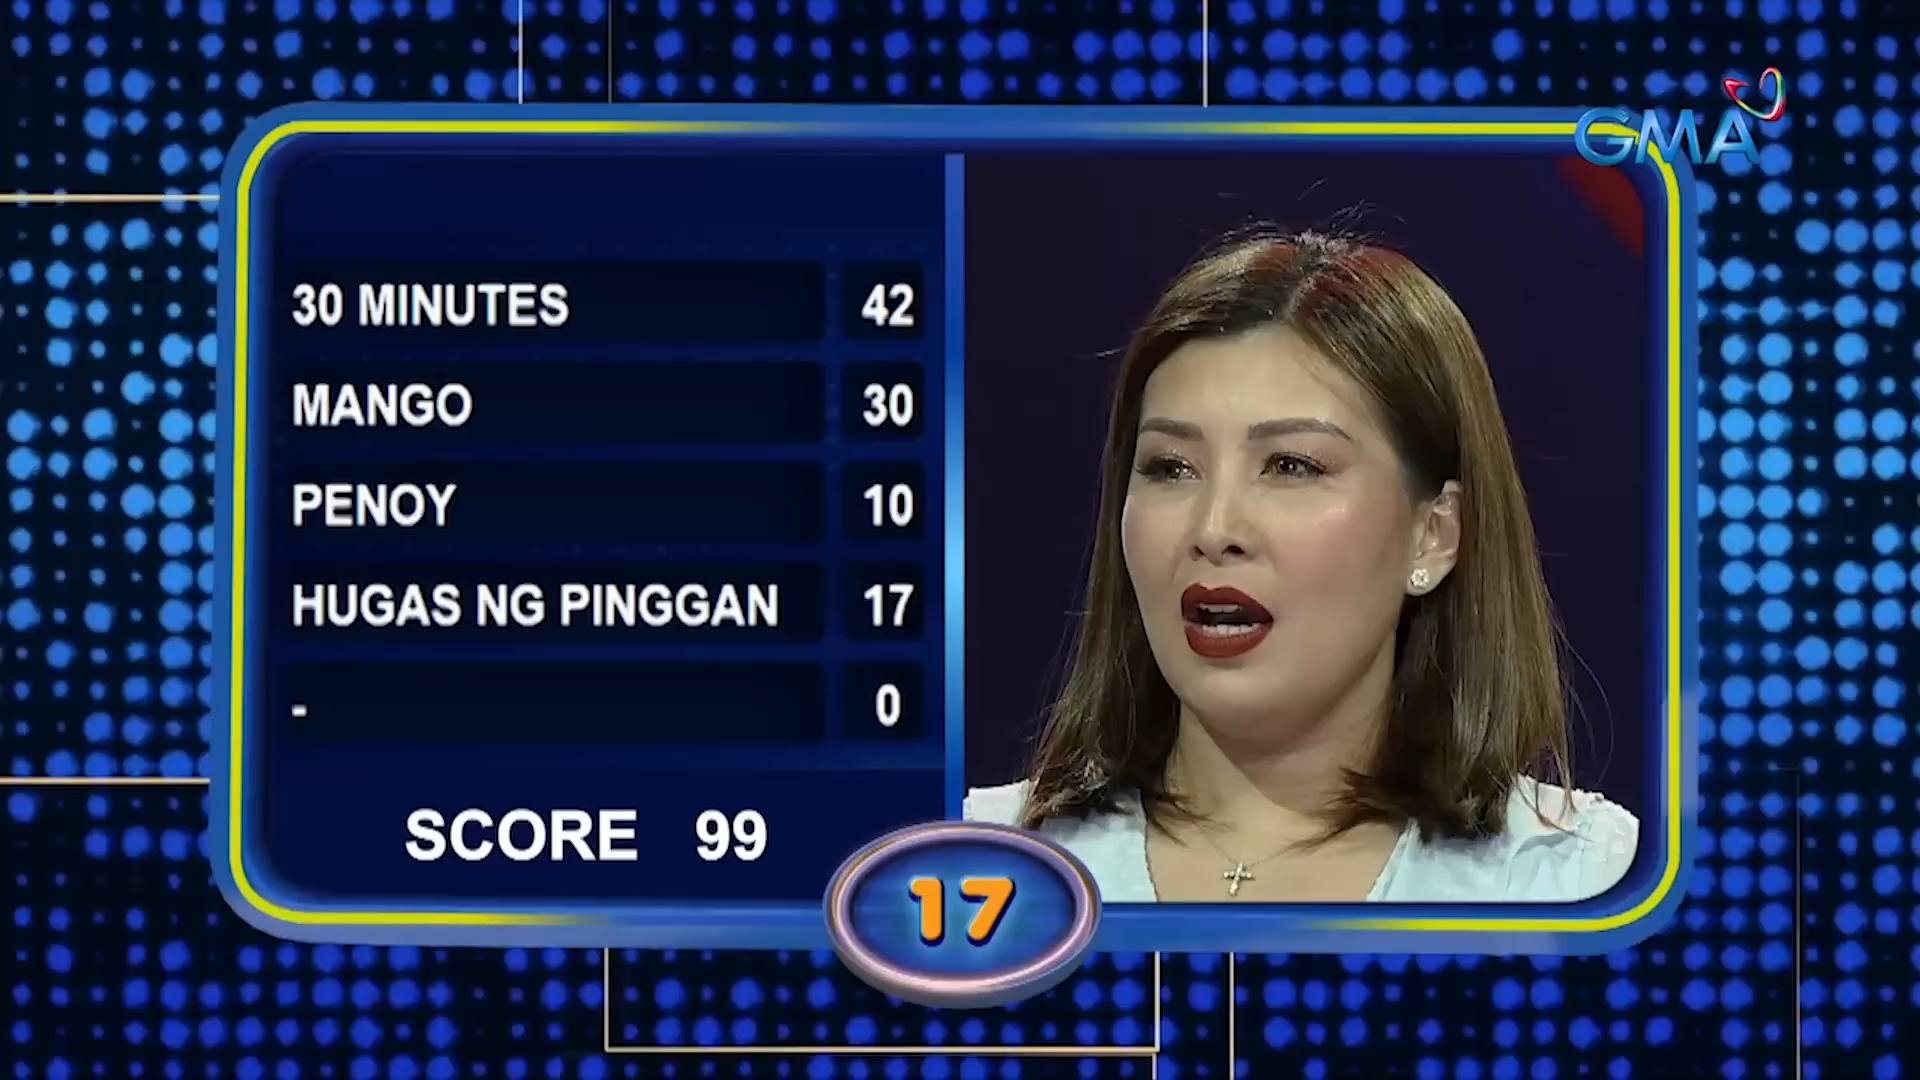 GMA
30 MINUTES 42
MANGO 30
PENOY 10
HUGAS NG PINGGAN 17
- 0
SCORE 99
17